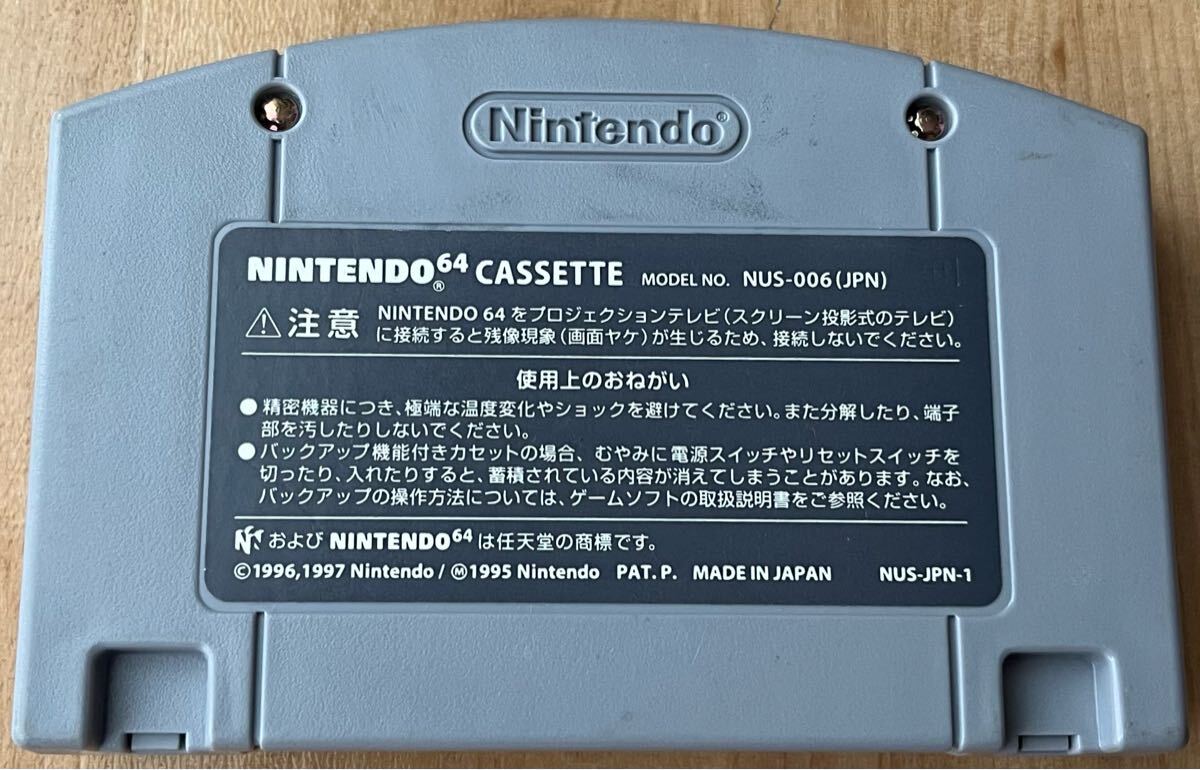 Nintendo®
NINTENDO®64 CASSETTE MODEL NO. NUS-006(JPN)
⚠注意 NINTENDO 64をプロジェクションテレビ(スクリーン投影式のテレビ)
に接続すると残像現象(画面ヤケ)が生じるため、接続しないでください。
使用上のおねがい
●精密機器につき、極端な温度変化やショックを避けてください。また分解したり、端子
部を汚したりしないでください。
●バックアップ機能付きカセットの場合、むやみに電源スイッチやリセットスイッチを
切ったり、入れたりすると、蓄積されている内容が消えてしまうことがあります。なお、
バックアップの操作方法については、ゲームソフトの取扱説明書をご参照ください。
および NINTENDO64 は任天堂の商標です。
©1996,1997 Nintendo / Ⓜ1995 Nintendo PAT. P. MADE IN JAPAN NUS-JPN-1